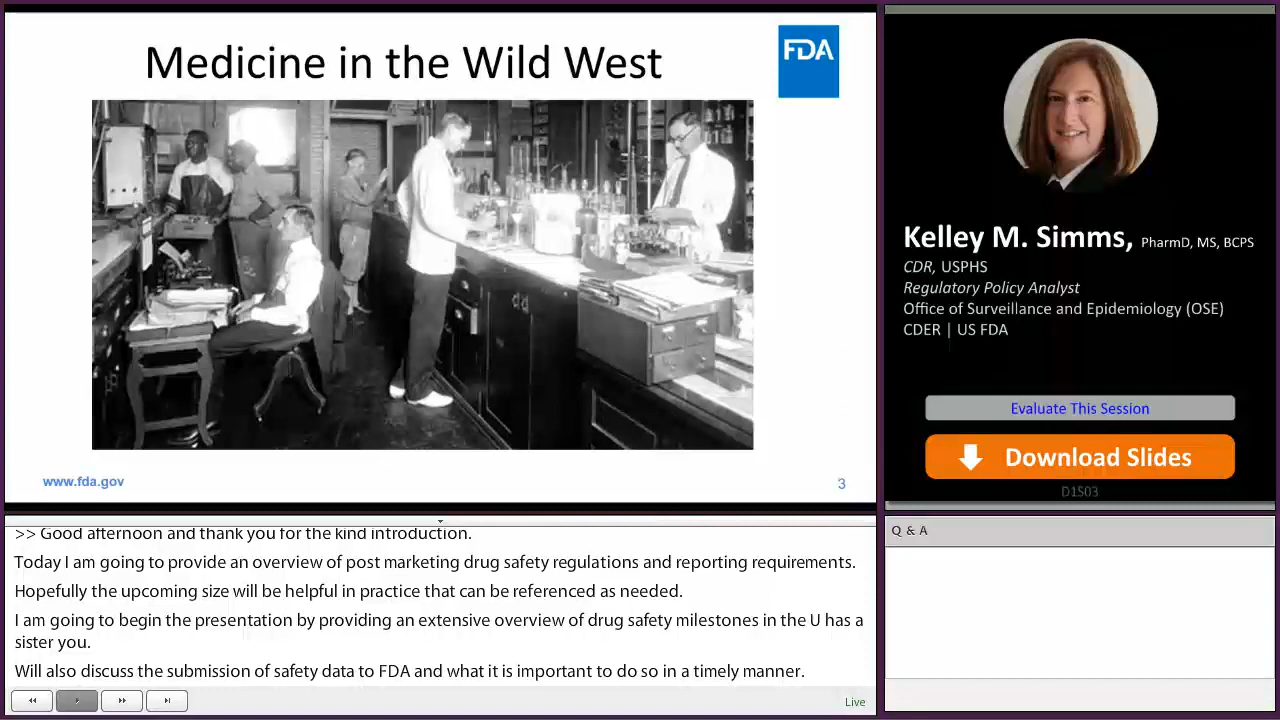 Medicine in the Wild West
FDA
www.fda.gov
3
Kelley M. Simms, PharmD, MS, BCPS
CDR, USPHS
Regulatory Policy Analyst
Office of Surveillance and Epidemiology (OSE)
CDER | US FDA
Evaluate This Session
Download Slides
D1S03
>> Good afternoon and thank you for the kind introduction.
Today I am going to provide an overview of post marketing drug safety regulations and reporting requirements.
Hopefully the upcoming size will be helpful in practice that can be referenced as needed.
I am going to begin the presentation by providing an extensive overview of drug safety milestones in the U has a
sister you.
Will also discuss the submission of safety data to FDA and what it is important to do so in a timely manner.
Live
Q & A